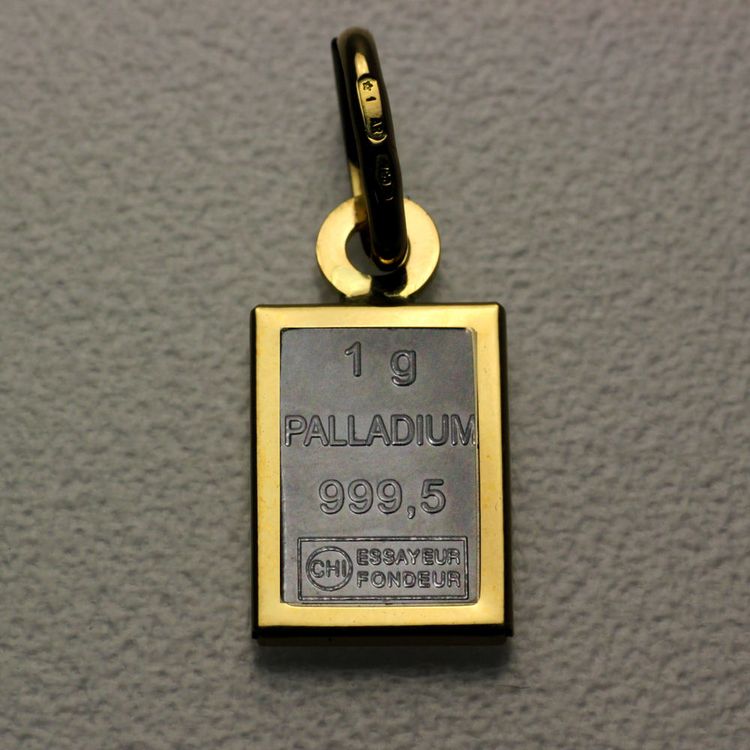 1 g
PALLADIUM
999,5
CHI ESSAYEUR
FONDEUR